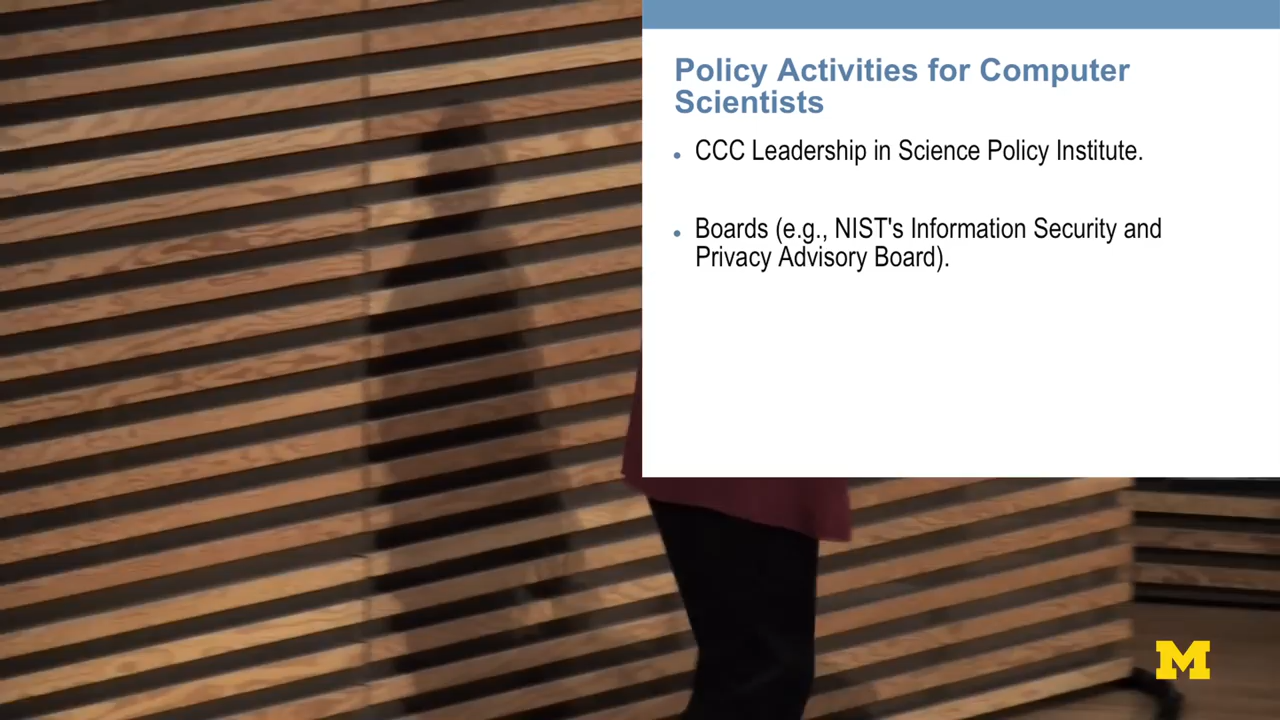 Policy Activities for Computer
Scientists
• CCC Leadership in Science Policy Institute.
• Boards (e.g., NIST's Information Security and
Privacy Advisory Board).
M